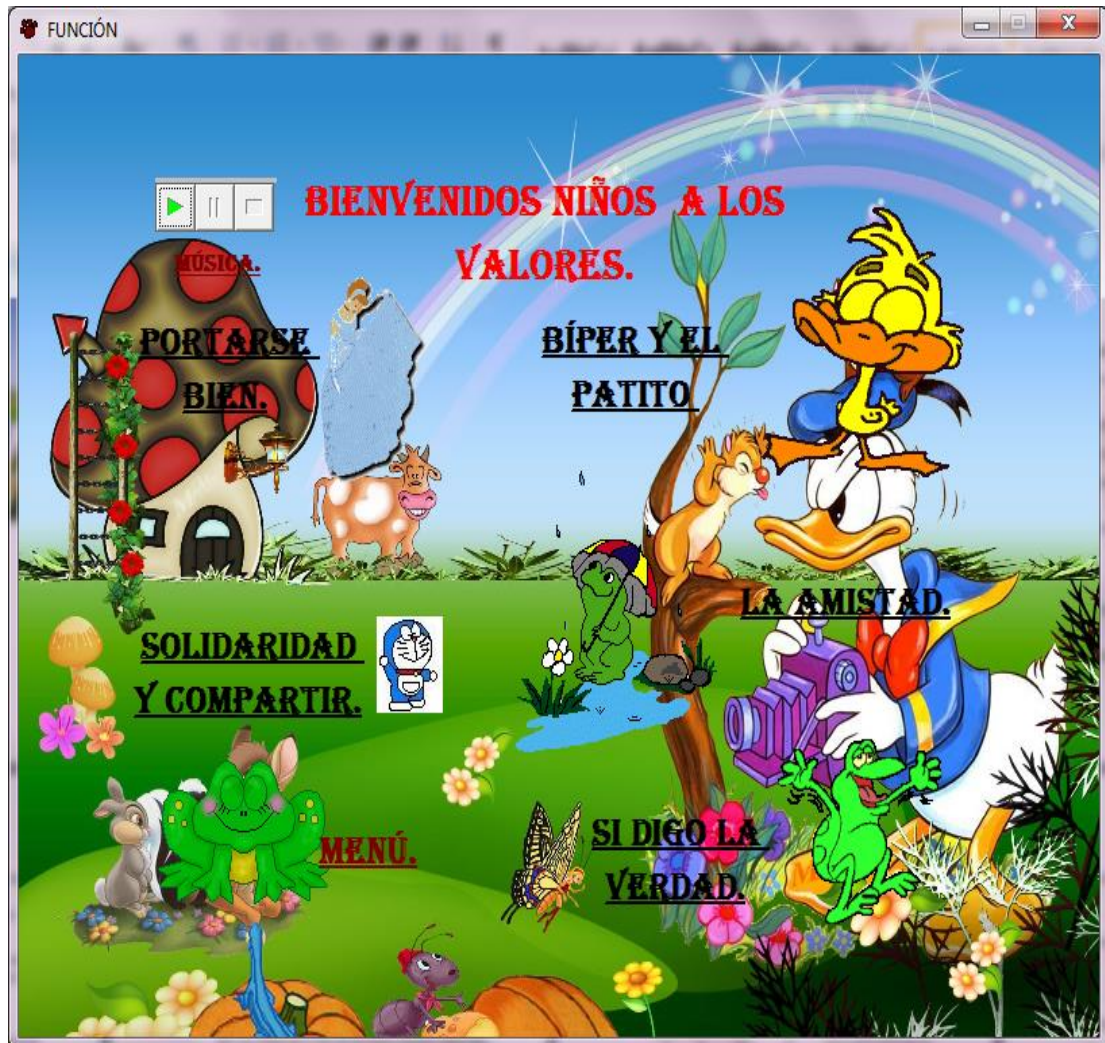 FUNCIÓN
BIENVENIDOS NIÑOS A LOS
VALORES.
MÚSICA.
PORTARSE
BIEN.
BÍPER Y EL
PATITO
LA AMISTAD.
SOLIDARIDAD
Y COMPARTIR.
MENÚ.
SI DIGO LA
VERDAD.